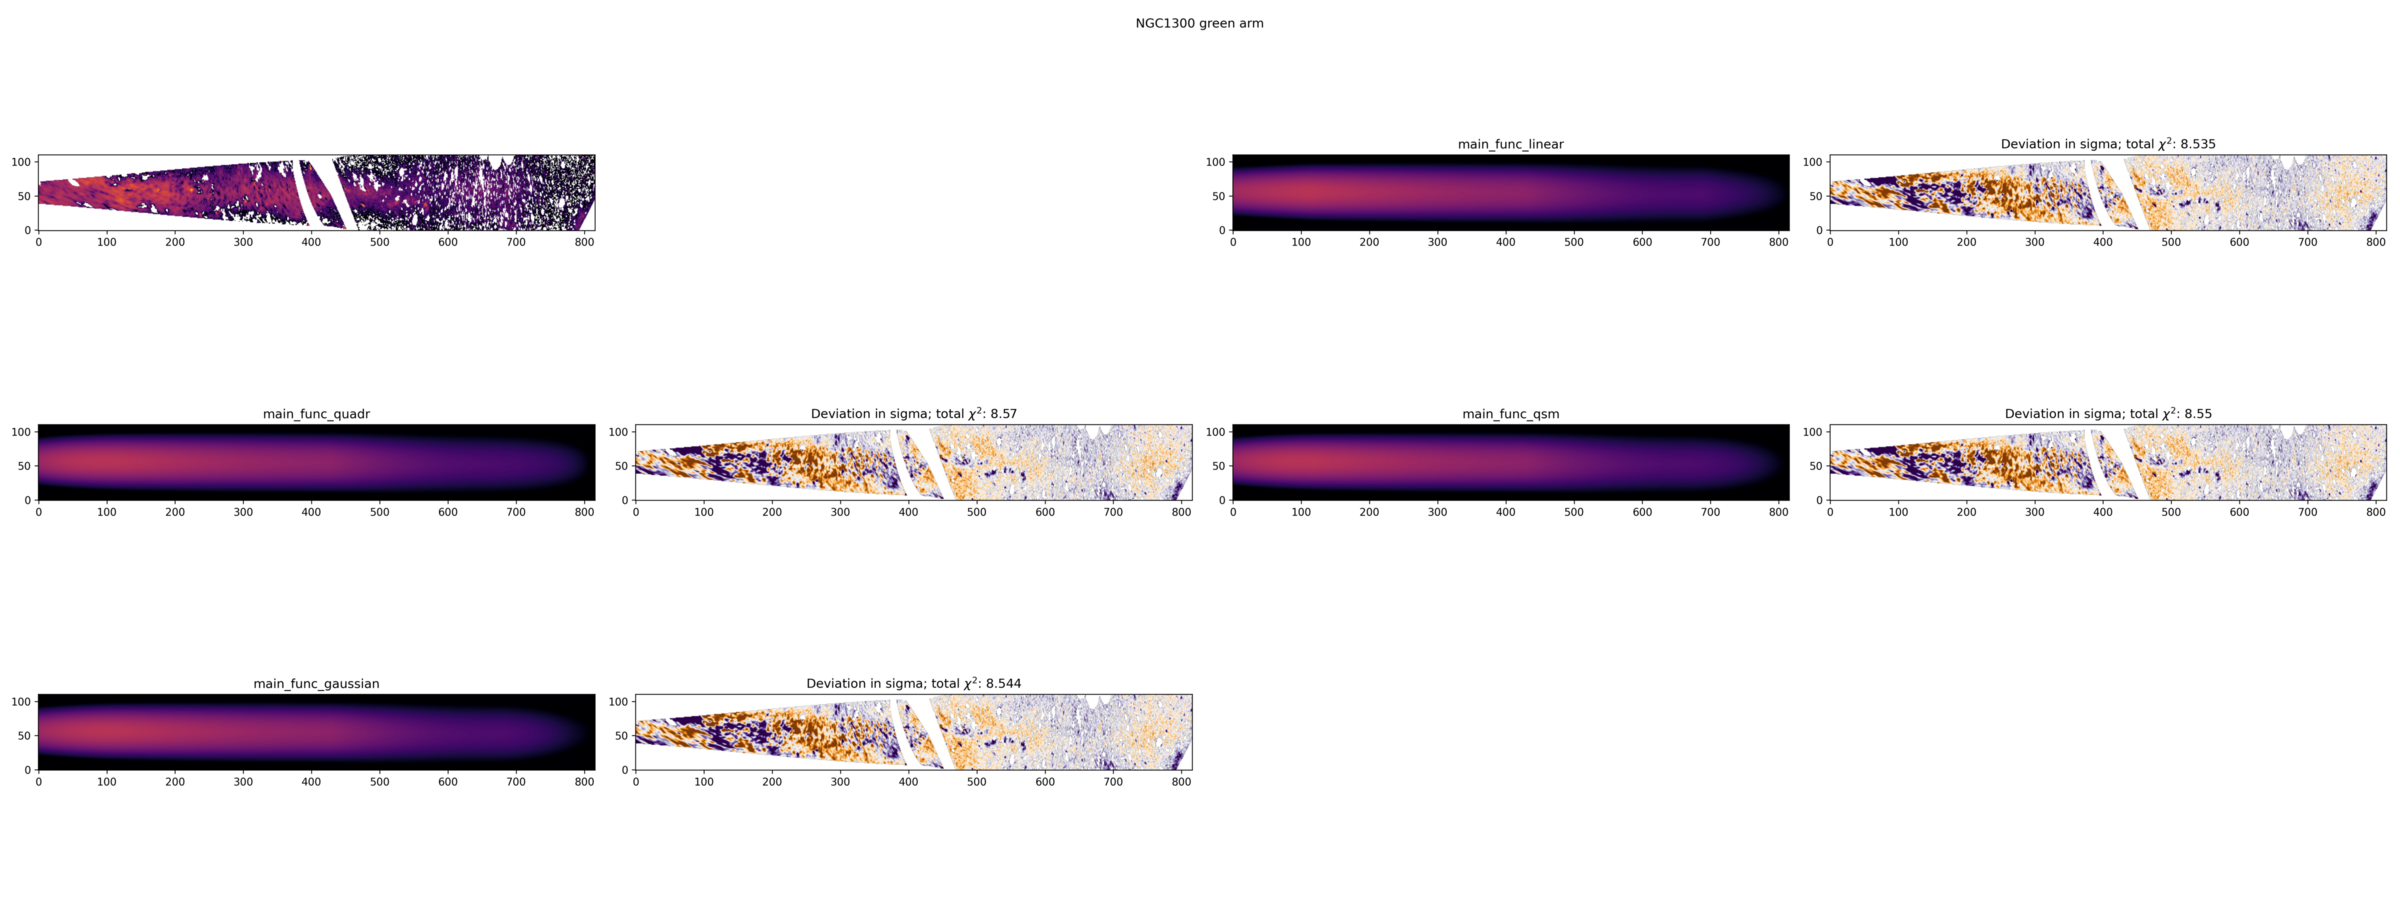 NGC1300 green arm
main_func_linear
Deviation in sigma; total χ²: 8.535
100
50
0
0 100 200 300 400 500 600 700 800
100
50
0
0 100 200 300 400 500 600 700 800
100
50
0
0 100 200 300 400 500 600 700 800
main_func_quadr
Deviation in sigma; total χ²: 8.57
main_func_qsm
Deviation in sigma; total χ²: 8.55
100
50
0
0 100 200 300 400 500 600 700 800
100
50
0
0 100 200 300 400 500 600 700 800
100
50
0
0 100 200 300 400 500 600 700 800
100
50
0
0 100 200 300 400 500 600 700 800
main_func_gaussian
Deviation in sigma; total χ²: 8.544
100
50
0
0 100 200 300 400 500 600 700 800
100
50
0
0 100 200 300 400 500 600 700 800